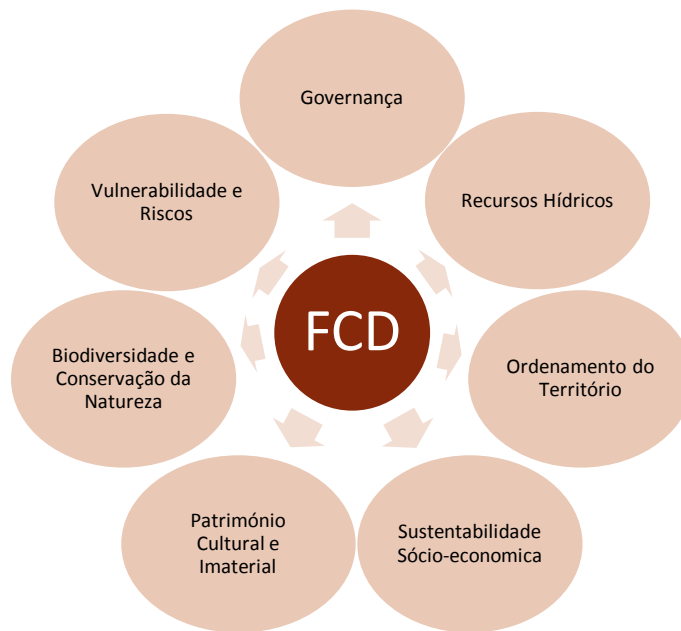 Governança
Recursos Hídricos
Ordenamento do
Território
Sustentabilidade
Sócio-economica
Património
Cultural e
Imaterial
Biodiversidade e
Conservação da
Natureza
Vulnerabilidade e
Riscos
FCD